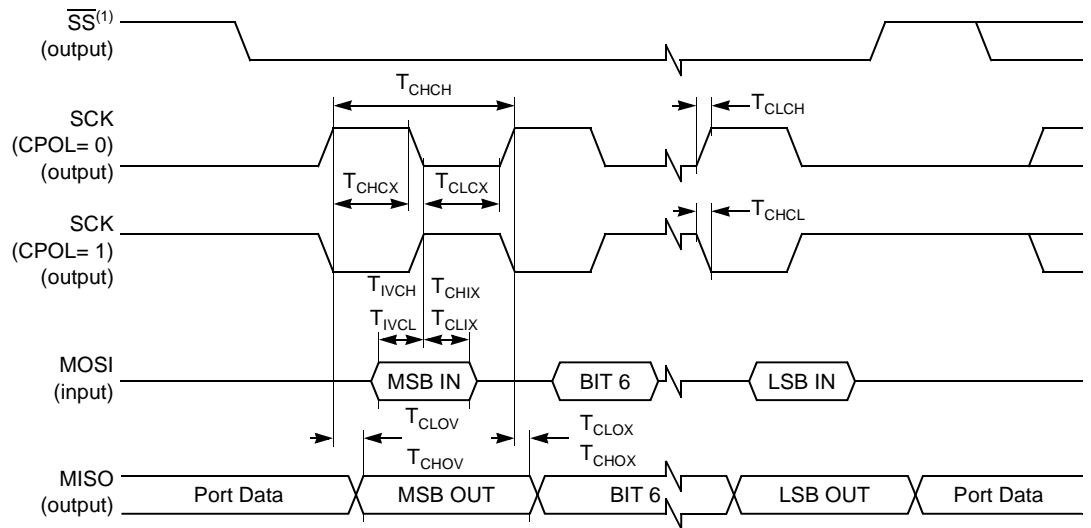 SS(1)
(output)
TCHCH
TCLCH
SCK
(CPOL= 0)
(output)
TCHCX
TCLCX
TCHCL
SCK
(CPOL= 1)
(output)
TIVCH
TCHIX
TIVCL
TCLIX
MOSI
(input)
MSB IN
BIT 6
LSB IN
TCLOV
TCLOX
TCHOV
TCHOX
MISO
(output)
Port Data
MSB OUT
BIT 6
LSB OUT
Port Data